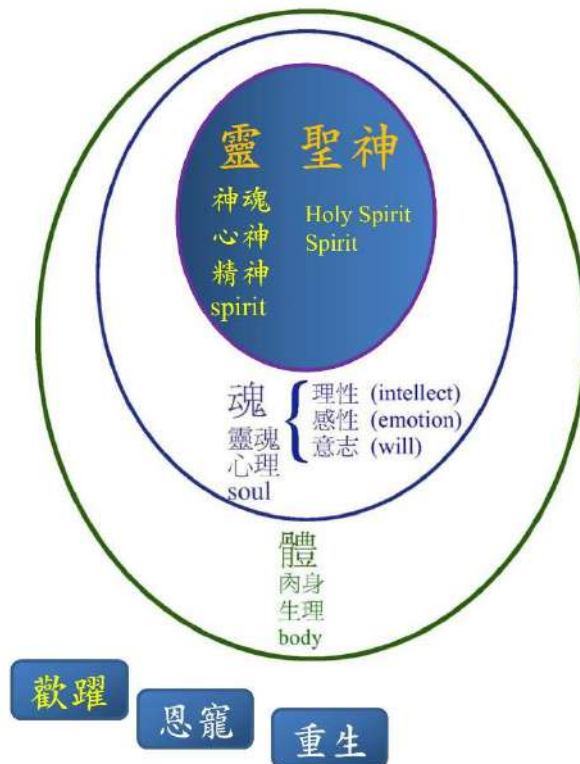 靈 聖神
神魂
心神
精神
spirit
Holy Spirit
Spirit
魂
靈魂
心理
soul
{
理性 (intellect)
感性 (emotion)
意志 (will)
體
肉身
生理
body
歡躍
恩寵
重生